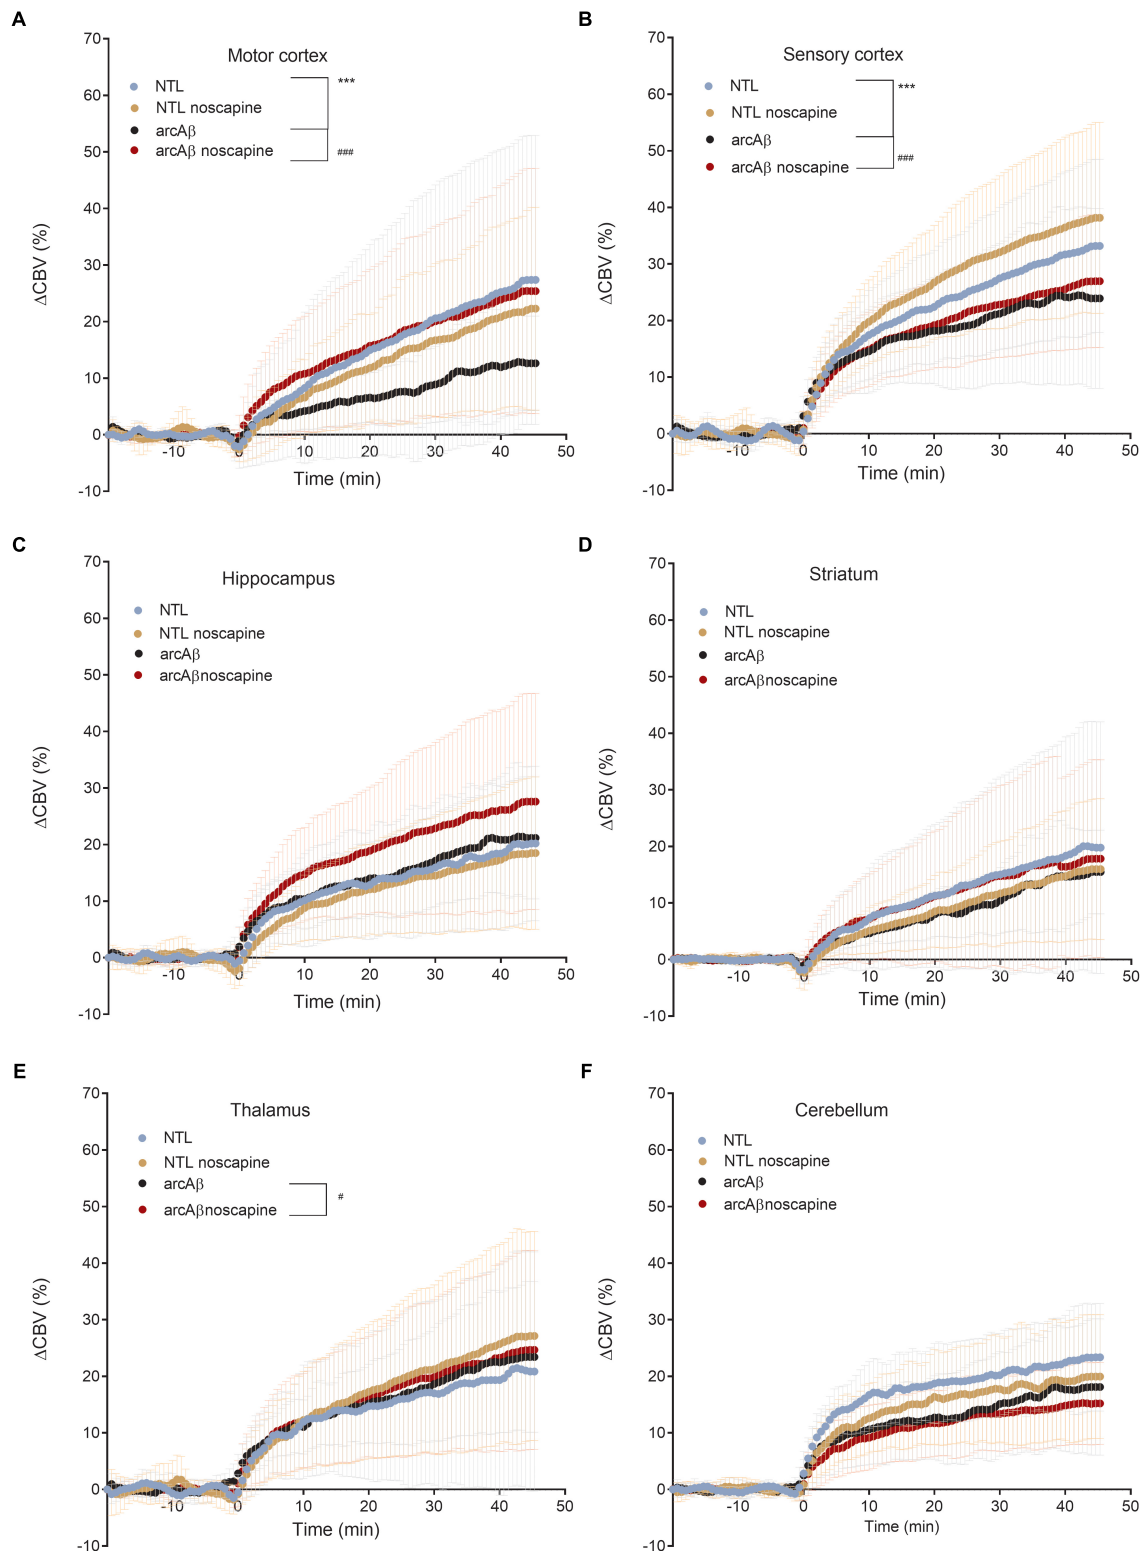 A
Motor cortex
NTL
NTL noscapine
arcAβ
arcAβ noscapine
***
###
70
60
50
40
30
20
10
0
-10
ΔCBV (%)
-10
0
10
20
30
40
50
Time (min)
B
Sensory cortex
NTL
NTL noscapine
arcAβ
arcAβ noscapine
***
###
70
60
50
40
30
20
10
0
-10
ΔCBV (%)
-10
0
10
20
30
40
50
Time (min)
C
Hippocampus
NTL
NTL noscapine
arcAβ
arcAβnoscapine
70
60
50
40
30
20
10
0
-10
ΔCBV (%)
-10
0
10
20
30
40
50
Time (min)
D
Striatum
NTL
NTL noscapine
arcAβ
arcAβnoscapine
70
60
50
40
30
20
10
0
-10
ΔCBV (%)
-10
0
10
20
30
40
50
Time (min)
E
Thalamus
NTL
NTL noscapine
arcAβ
arcAβnoscapine
#
70
60
50
40
30
20
10
0
-10
ΔCBV (%)
-10
0
10
20
30
40
50
Time (min)
F
Cerebellum
NTL
NTL noscapine
arcAβ
arcAβnoscapine
70
60
50
40
30
20
10
0
-10
ΔCBV (%)
-10
0
10
20
30
40
50
Time (min)